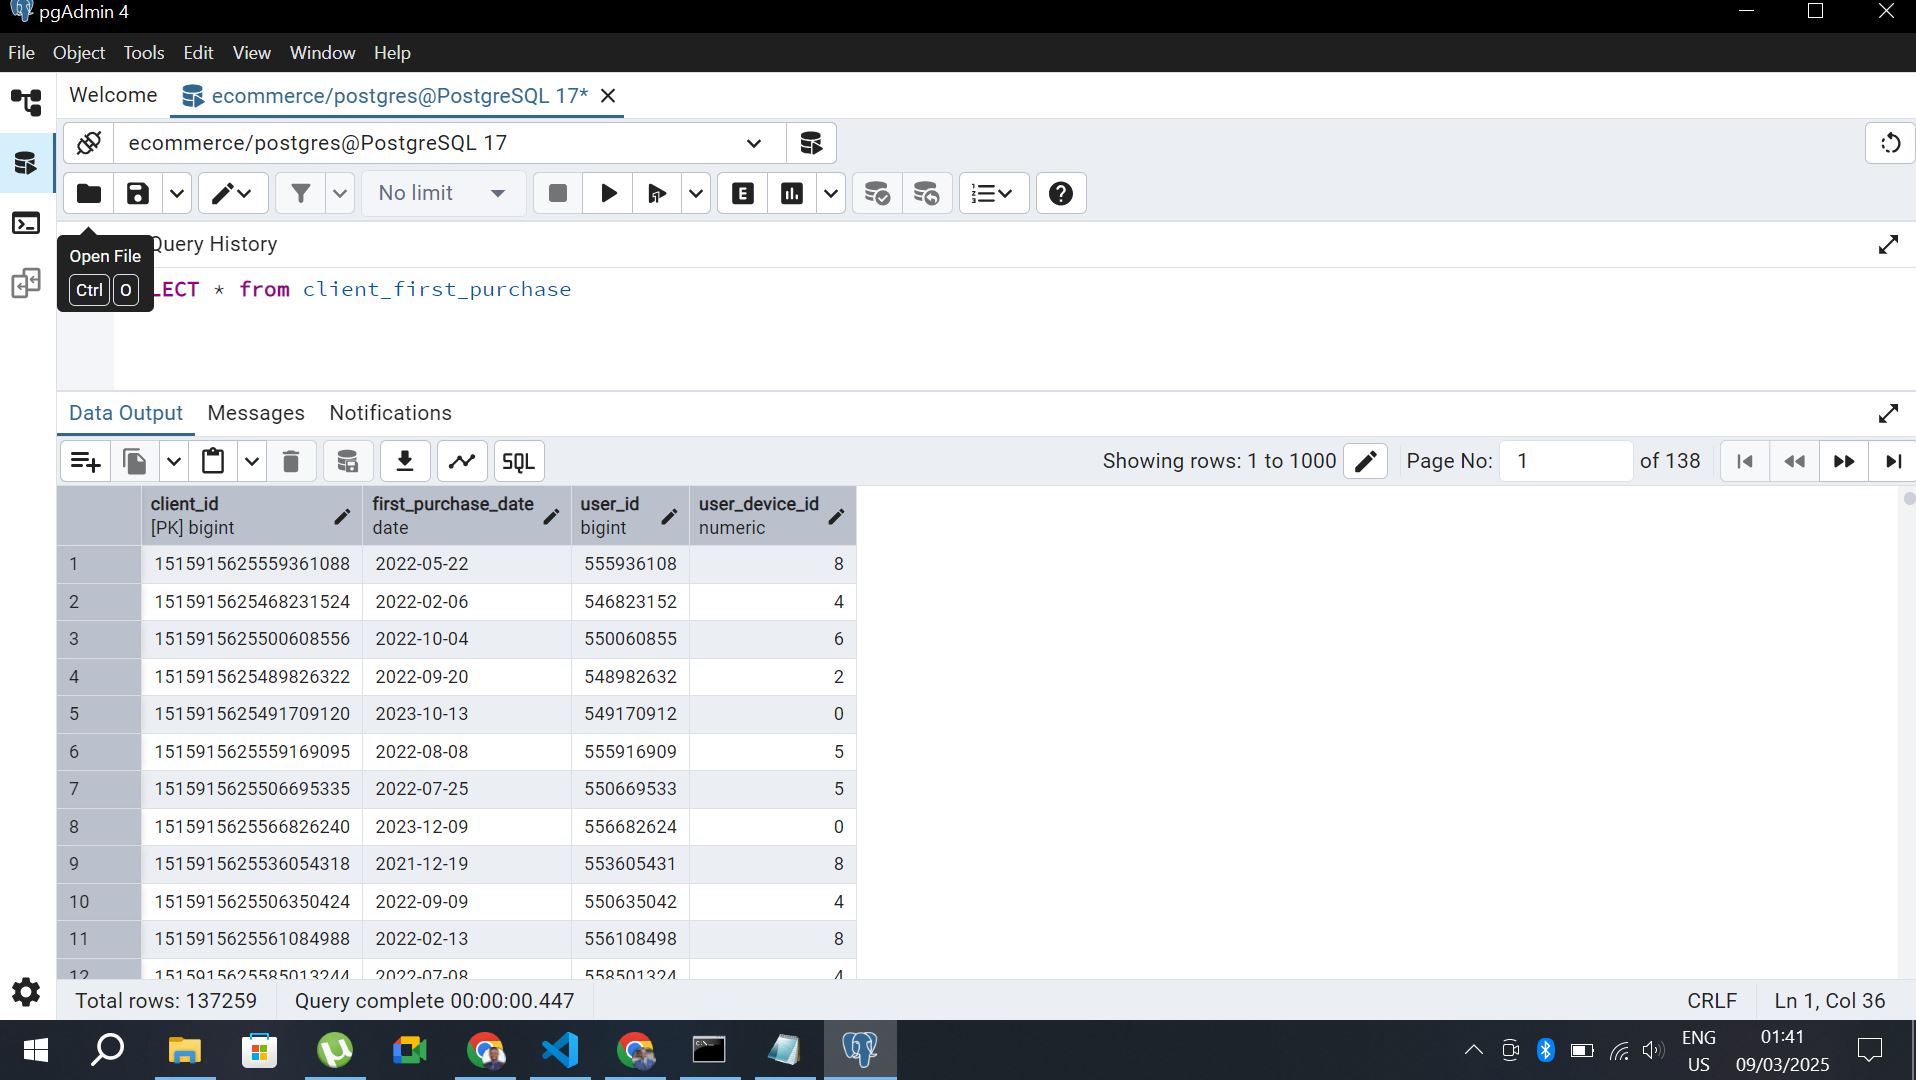 pgAdmin 4
File Object Tools Edit View Window Help
Welcome ecommerce/postgres@PostgreSQL 17*
ecommerce/postgres@PostgreSQL 17
No limit
E
Open File
Ctrl O
Query History
LECT * from client_first_purchase
Data Output Messages Notifications
SQL Showing rows: 1 to 1000 Page No: 1 of 138
client_id first_purchase_date user_id user_device_id
[PK] bigint date bigint numeric
1 1515915625559361088 2022-05-22 555936108 8
2 1515915625468231524 2022-02-06 546823152 4
3 1515915625500608556 2022-10-04 550060855 6
4 1515915625489826322 2022-09-20 548982632 2
5 1515915625491709120 2023-10-13 549170912 0
6 1515915625559169095 2022-08-08 555916909 5
7 1515915625506695335 2022-07-25 550669533 5
8 1515915625566826240 2023-12-09 556682624 0
9 1515915625536054318 2021-12-19 553605431 8
10 1515915625506350424 2022-09-09 550635042 4
11 1515915625561084988 2022-02-13 556108498 8
12 1515915625585013244 2022-07-08 558501324 4
Total rows: 137259 Query complete 00:00:00.447 CRLF Ln 1, Col 36
ENG 01:41
US 09/03/2025